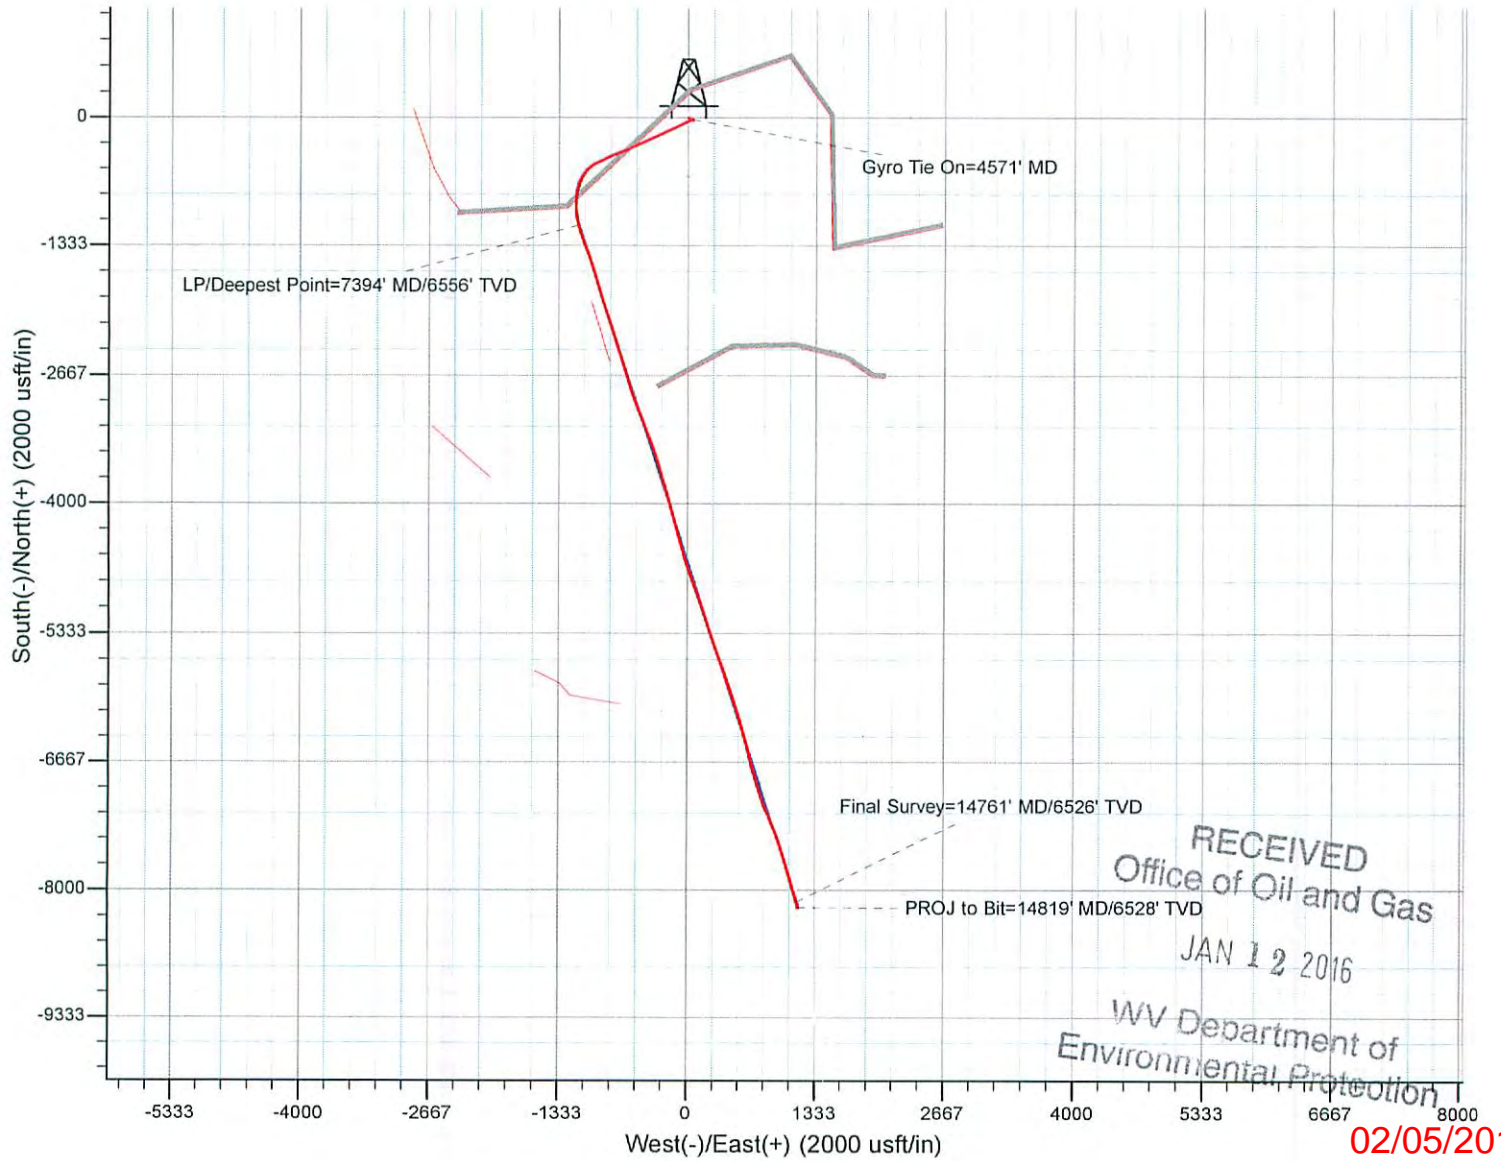 0
Gyro Tie On=4571' MD
-1333
LP/Deepest Point=7394' MD/6556' TVD
-2667
South(-)/North(+) (2000 usft/in)
-4000
-5333
-6667
Final Survey=14761' MD/6526' TVD
RECEIVED
Office of Oil and Gas
-8000
PROJ to Bit=14819' MD/6528' TVD
JAN 12 2016
-9333
WV Department of
Environmental Protection
-5333 -4000 -2667 -1333 0 1333 2667 4000 5333 6667 8000
West(-)/East(+) (2000 usft/in)
02/05/201